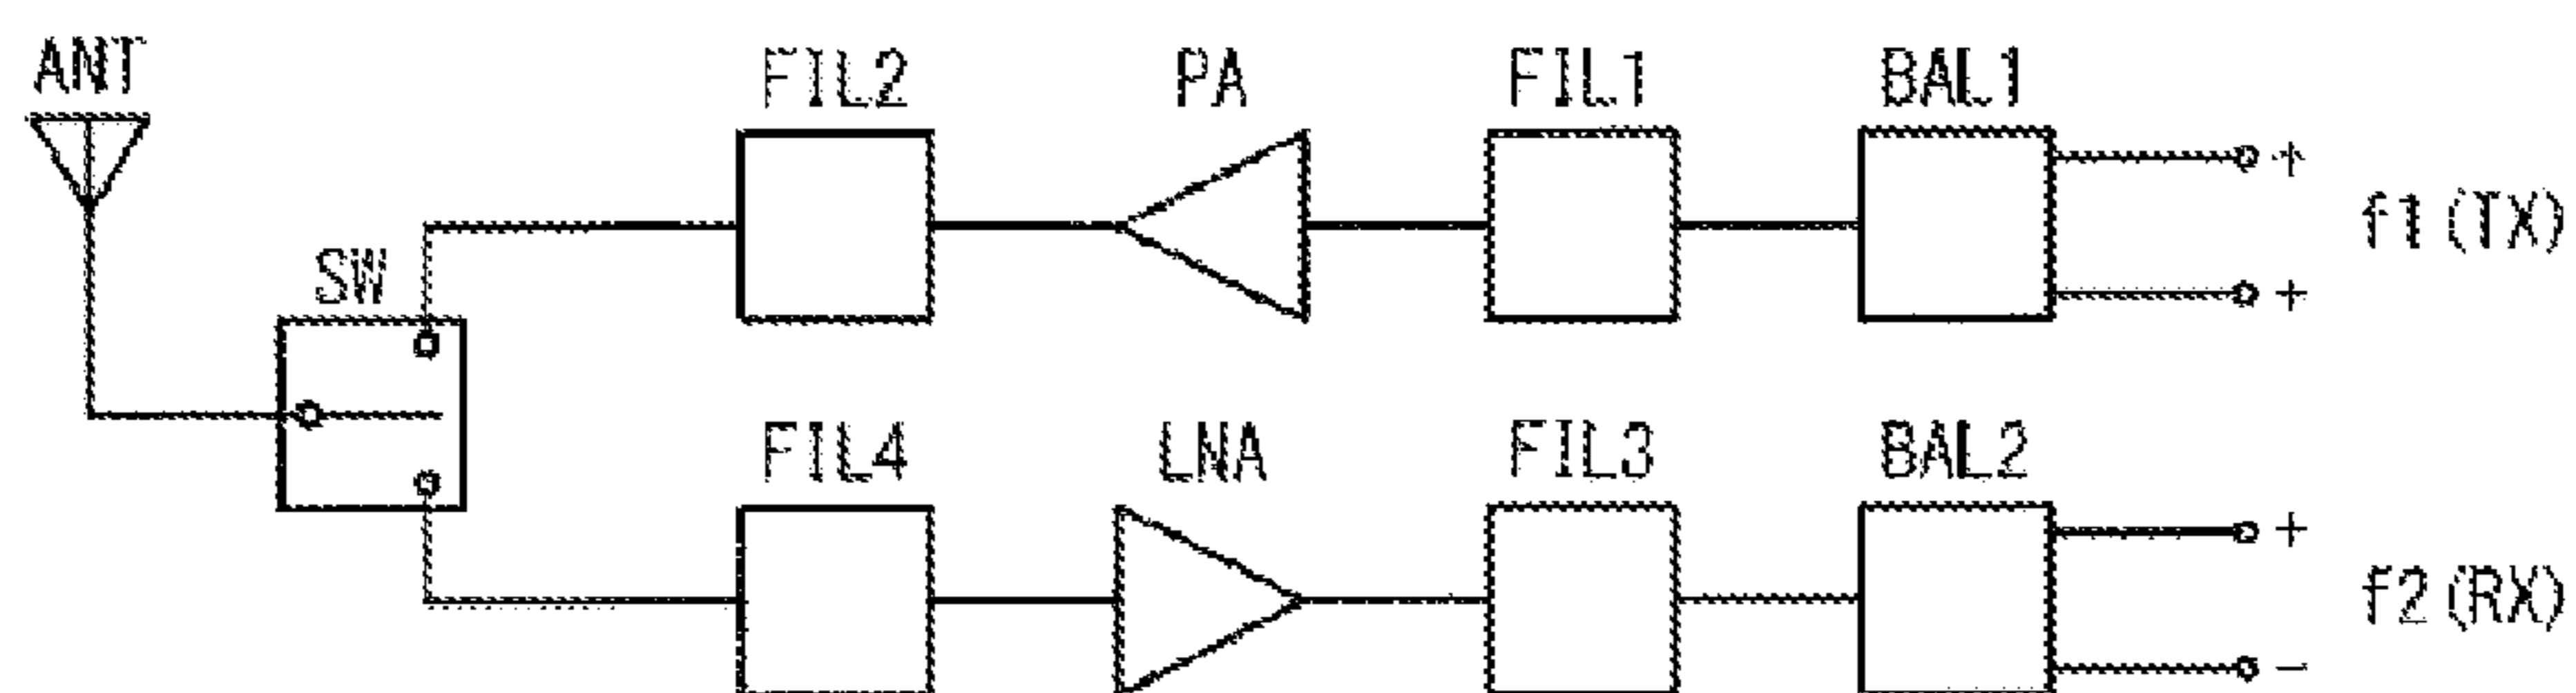 ANT
FIL2
PA
FIL1
BAL1
+
f1(TX)
+
SW
FIL4
LNA
FIL3
BAL2
+
f2(RX)
-